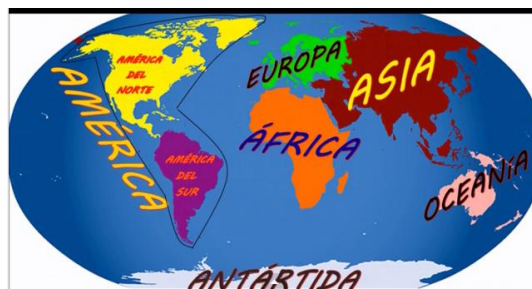 AMÉRICA
DEL
NORTE
AMÉRICA
AMÉRICA
DEL
SUR
EUROPA
ASIA
ÁFRICA
OCEANÍA
ANTÁRTIDA